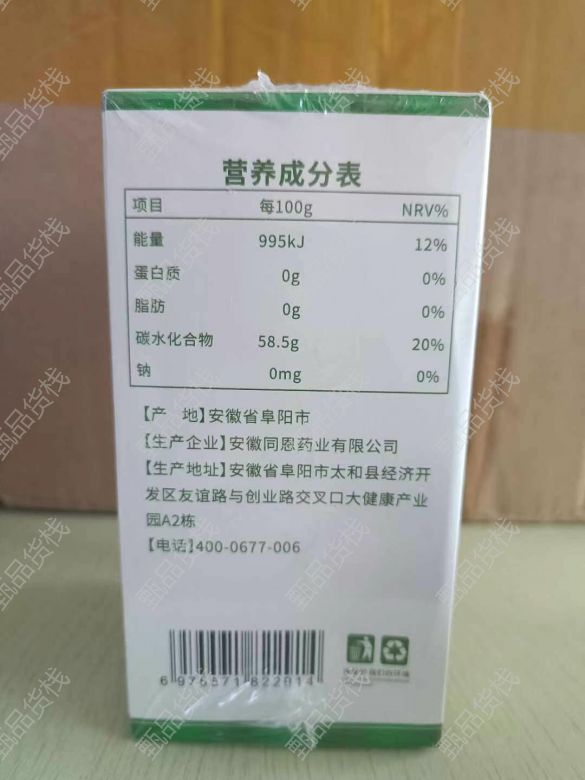 营养成分表
项目 每100g NRV%
能量 995kJ 12%
蛋白质 0g 0%
脂肪 0g 0%
碳水化合物 58.5g 20%
钠 0mg 0%
【产 地】安徽省阜阳市
【生产企业】安徽同恩药业有限公司
【生产地址】安徽省阜阳市太和县经济开
发区友谊路与创业路交叉口大健康产业
园A2栋
【电话】400-0677-006
甄品货栈